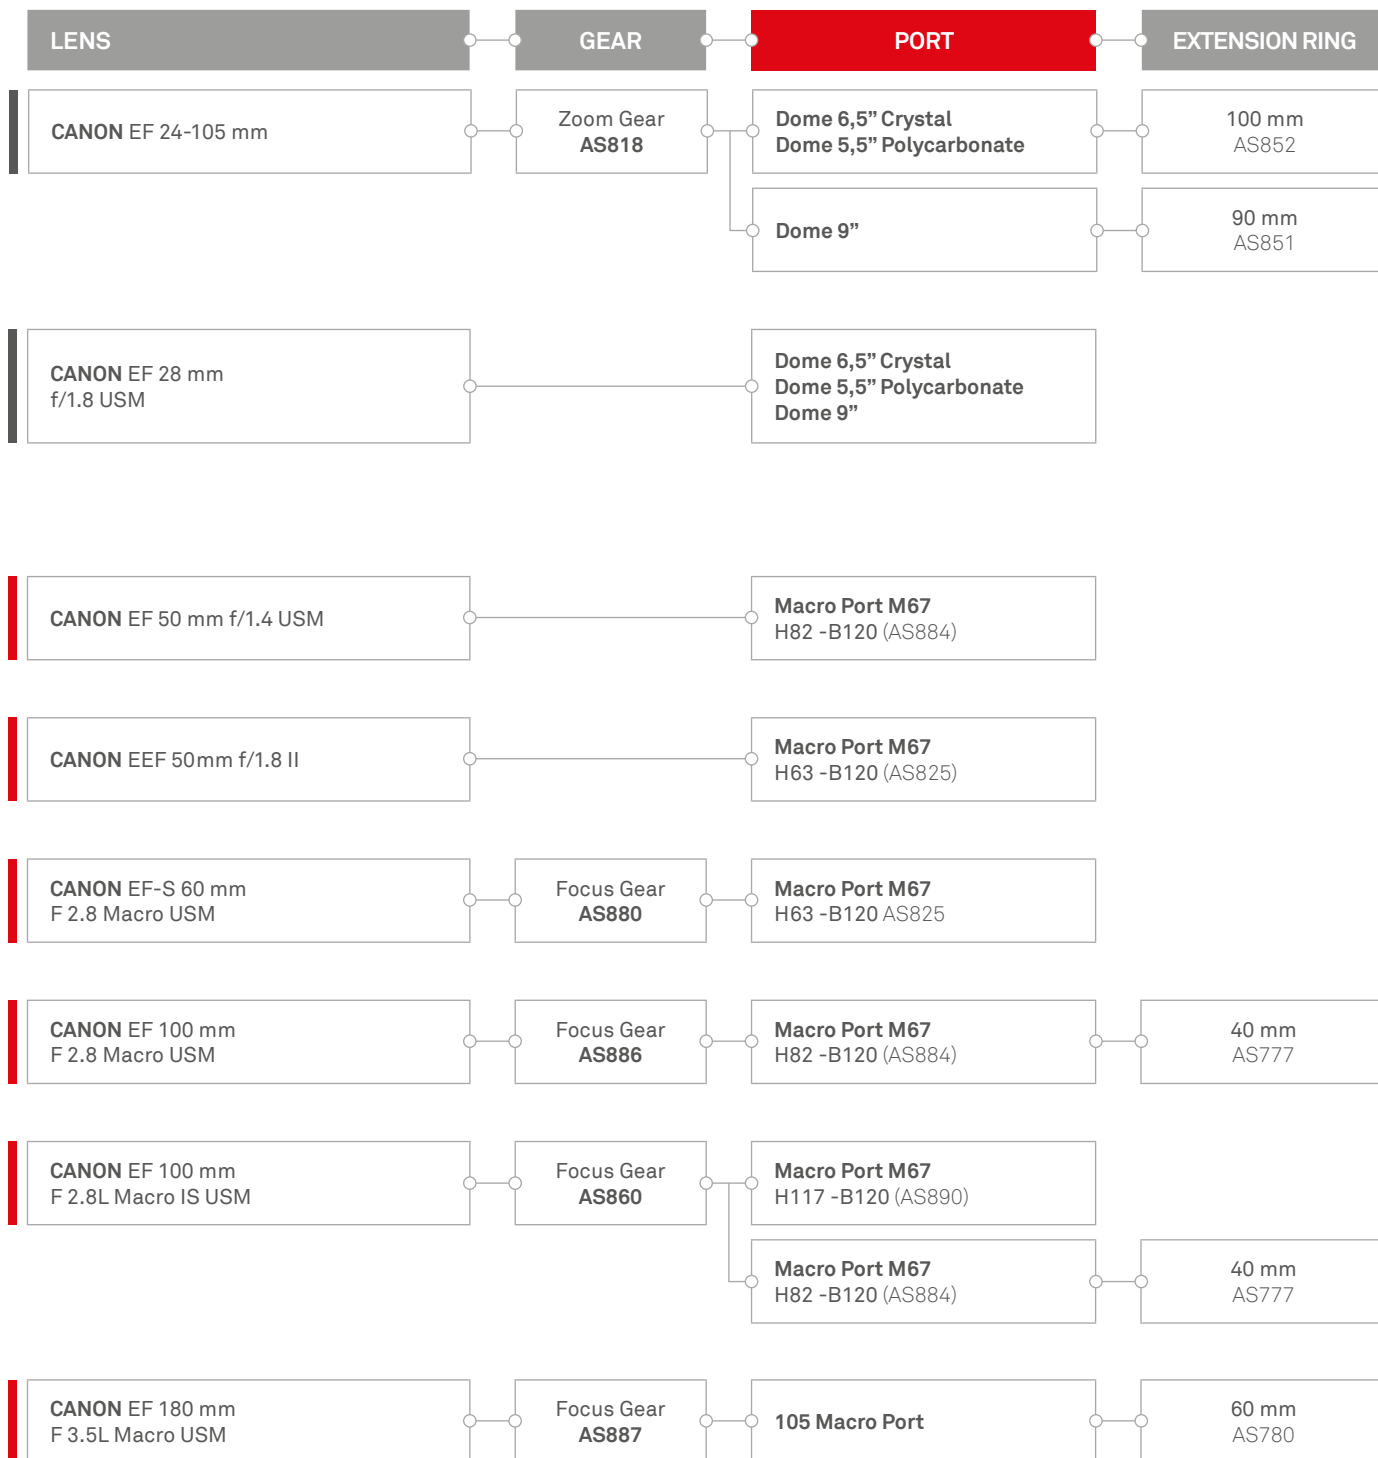 LENS GEAR PORT EXTENSION RING
CANON EF 24-105 mm
Zoom Gear
AS818
Dome 6,5” Crystal
Dome 5,5” Polycarbonate
100 mm
AS852
Dome 9”
90 mm
AS851
CANON EF 28 mm
f/1.8 USM
Dome 6,5” Crystal
Dome 5,5” Polycarbonate
Dome 9”
CANON EF 50 mm f/1.4 USM
Macro Port M67
H82 -B120 (AS884)
CANON EEF 50mm f/1.8 II
Macro Port M67
H63 -B120 (AS825)
CANON EF-S 60 mm
F 2.8 Macro USM
Focus Gear
AS880
Macro Port M67
H63 -B120 AS825
CANON EF 100 mm
F 2.8 Macro USM
Focus Gear
AS886
Macro Port M67
H82 -B120 (AS884)
40 mm
AS777
CANON EF 100 mm
F 2.8L Macro IS USM
Focus Gear
AS860
Macro Port M67
H117 -B120 (AS890)
Macro Port M67
H82 -B120 (AS884)
40 mm
AS777
CANON EF 180 mm
F 3.5L Macro USM
Focus Gear
AS887
105 Macro Port
60 mm
AS780